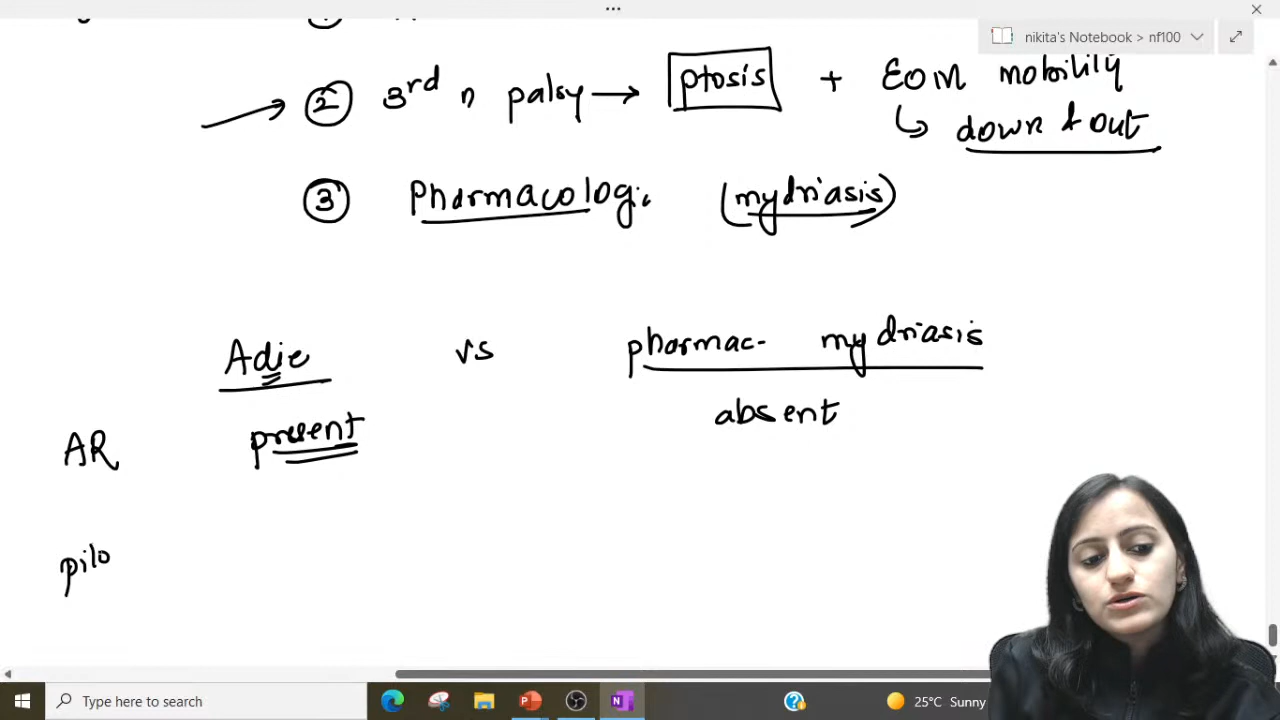 nikita's Notebook > nf100
② 3rd n palsy → ptosis + EOM mobility
↳ down & out
③ Pharmacologic (mydriasis)
Adie vs pharmac- mydriasis
AR present absent
pilo
Type here to search
25°C Sunny